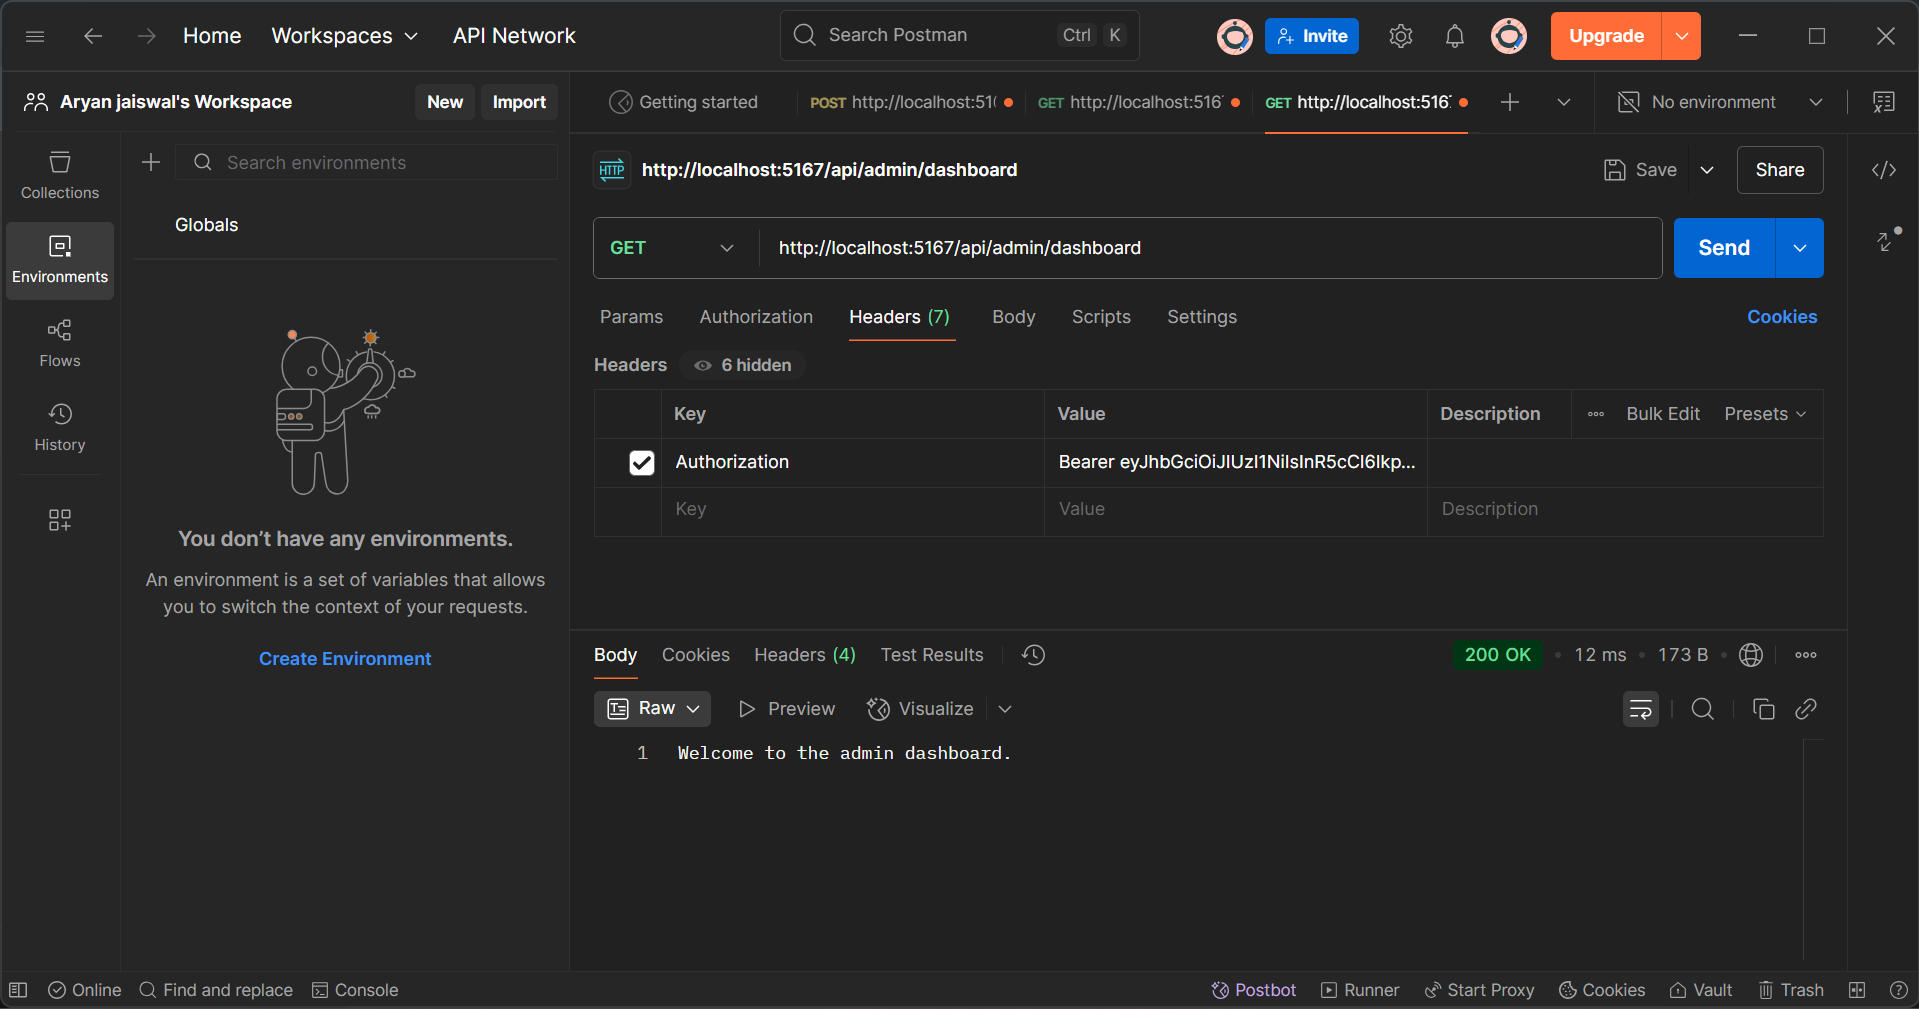 Home Workspaces API Network Search Postman Ctrl K Invite Upgrade
Aryan jaiswal's Workspace New Import Getting started POST http://localhost:51 GET http://localhost:516 GET http://localhost:516 No environment
Search environments
Globals
Collections
Environments
Flows
History
You don't have any environments.
An environment is a set of variables that allows
you to switch the context of your requests.
Create Environment
HTTP http://localhost:5167/api/admin/dashboard Save Share
GET http://localhost:5167/api/admin/dashboard Send
Params Authorization Headers (7) Body Scripts Settings Cookies
Headers 6 hidden
Key Value Description Bulk Edit Presets
Authorization Bearer eyJhbGciOiJIUzI1NiIsInR5cCI6Ikp...
Key Value Description
Body Cookies Headers (4) Test Results 200 OK • 12 ms • 173 B •
Raw Preview Visualize
1 Welcome to the admin dashboard.
Online Find and replace Console Postbot Runner Start Proxy Cookies Vault Trash